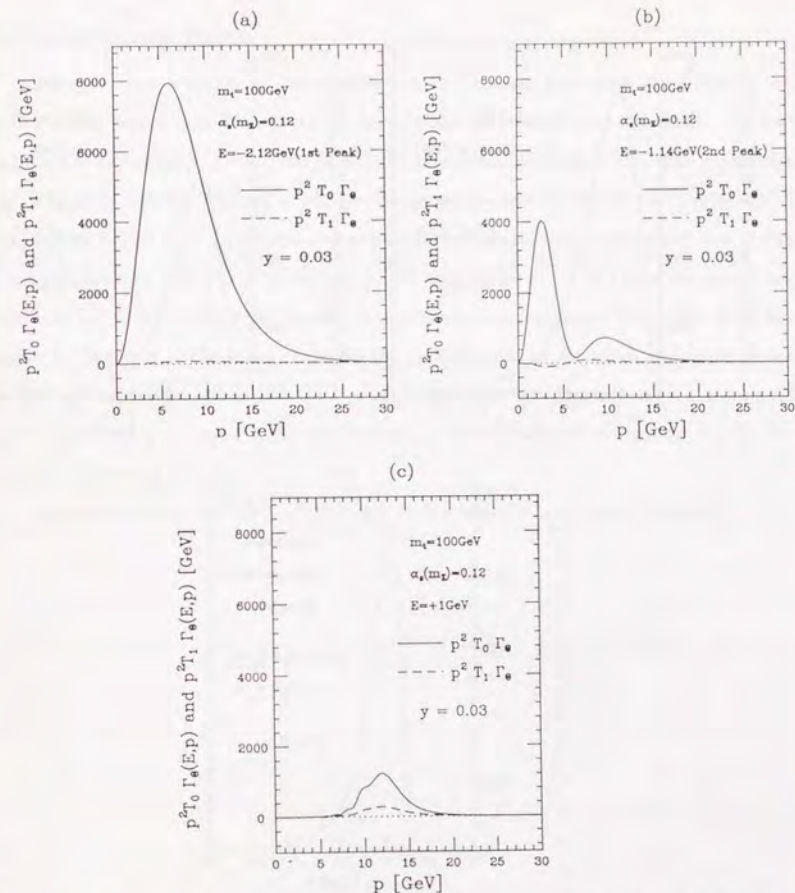 (a)
p²T₀ Γ_Θ(E,p) and p²T₁ Γ_Θ(E,p) [GeV]
8000
6000
4000
2000
0
m_t=100GeV
α_s(m_Z)=0.12
E=−2.12GeV(1st Peak)
p² T₀ Γ_Θ
p² T₁ Γ_Θ
y = 0.03
0 5 10 15 20 25 30
p [GeV]
(b)
p²T₀ Γ_Θ(E,p) and p²T₁ Γ_Θ(E,p) [GeV]
8000
6000
4000
2000
0
m_t=100GeV
α_s(m_Z)=0.12
E=−1.14GeV(2nd Peak)
p² T₀ Γ_Θ
p² T₁ Γ_Θ
y = 0.03
0 5 10 15 20 25 30
p [GeV]
(c)
p²T₀ Γ_Θ(E,p) and p²T₁ Γ_Θ(E,p) [GeV]
8000
6000
4000
2000
0
m_t=100GeV
α_s(m_Z)=0.12
E=+1GeV
p² T₀ Γ_Θ
p² T₁ Γ_Θ
y = 0.03
0 5 10 15 20 25 30
p [GeV]